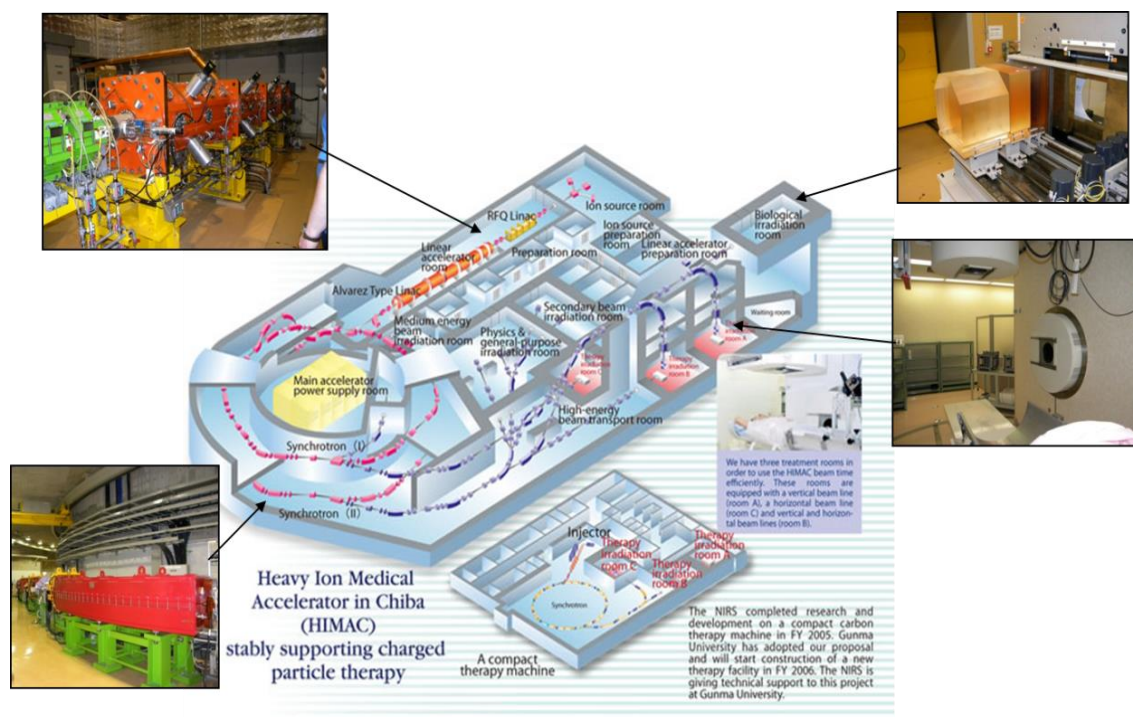 Ion source room
RFQ Linac
Ion source
preparation
room
Biological
irradiation
room
Linear
accelerator
room
Preparation room
Linear accelerator
preparation room
Alvarez Type Linac
Medium energy
beam
Irradiation room
Secondary beam
irradiation room
Physics &
general-purpose
irradiation room
Waiting room
Therapy
irradiation
room C
Therapy
irradiation
room B
room A
Main accelerator
power supply room
High-energy
beam transport room
Synchrotron (I)
Synchrotron (II)
We have three treatment rooms in
order to use the HIMAC beam time
efficiently. These rooms are
equipped with a vertical beam line
(room A), a horizontal beam line
(room C) and vertical and horizon-
tal beam lines (room B).
Injector
Therapy
irradiation
room C
Therapy
irradiation
room B
Therapy
irradiation
room A
Synchrotron
A compact
therapy machine
Heavy Ion Medical
Accelerator in Chiba
(HIMAC)
stably supporting charged
particle therapy
The NIRS completed research and
development on a compact carbon
therapy machine in FY 2005. Gunma
University has adopted our proposal
and will start construction of a new
therapy facility in FY 2006. The NIRS is
giving technical support to this project
at Gunma University.